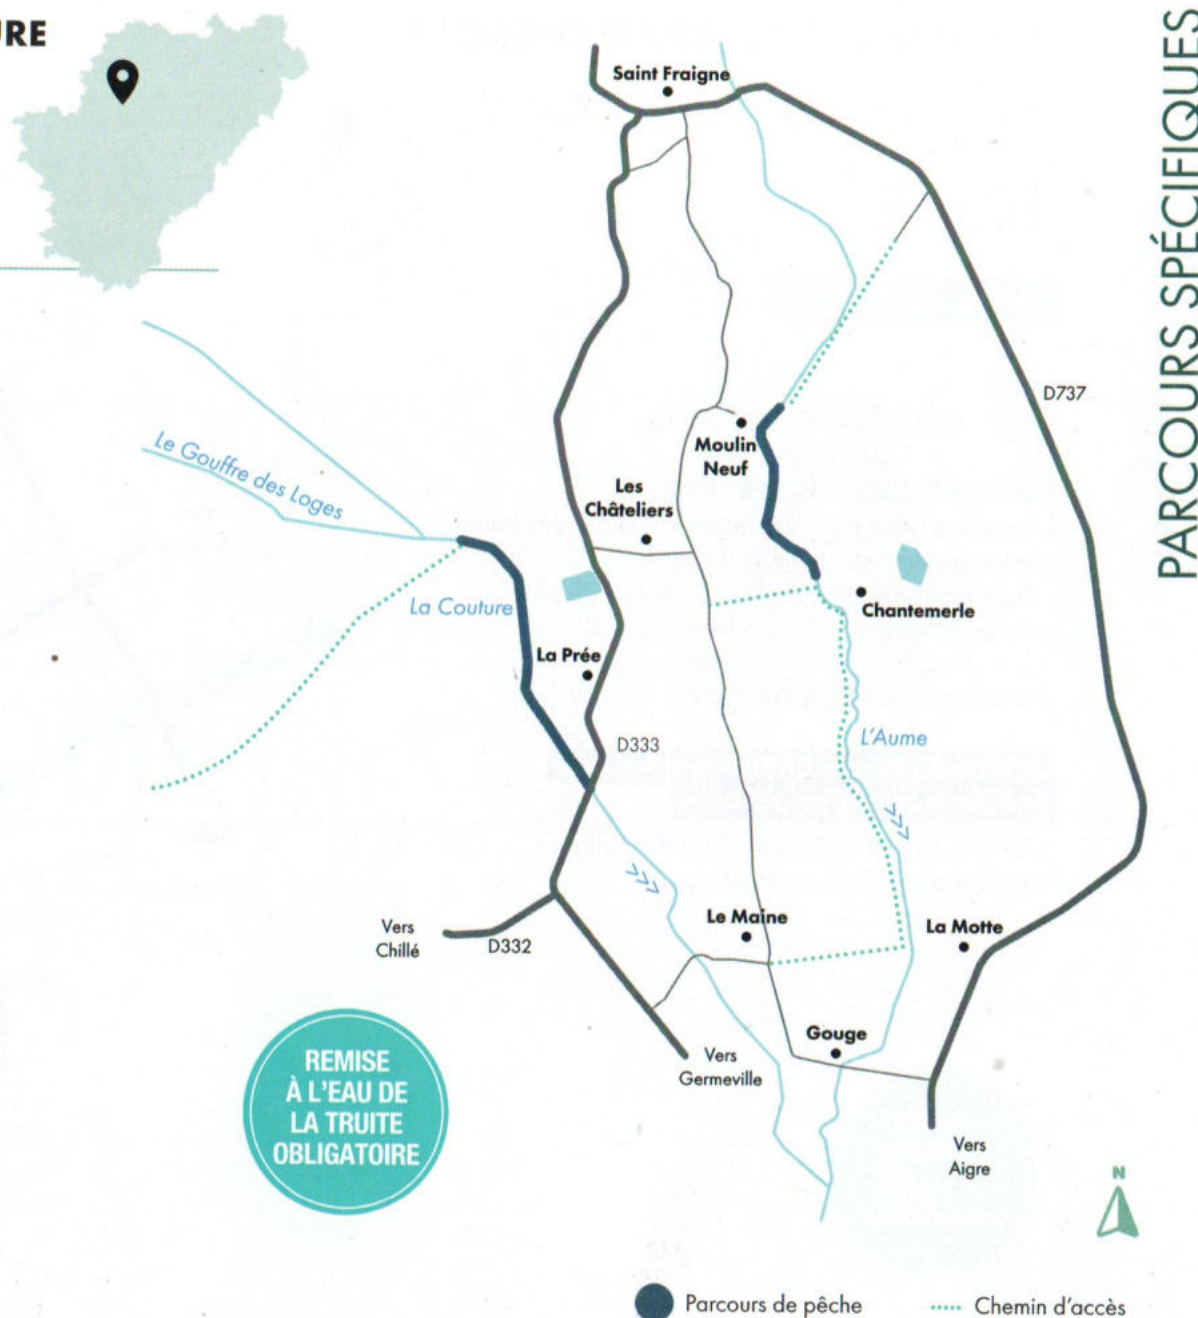 URE
PARCOURS SPÉCIFIQUES
Saint Fraigne
D737
Le Gouffre des Loges
Moulin
Neuf
Les
Châteliers
La Couture
Chantemerle
La Prée
D333
L'Aume
>>>
>>>
Vers
Chillé
D332
Le Maine
La Motte
Gouge
Vers
Germeville
REMISE
À L'EAU DE
LA TRUITE
OBLIGATOIRE
Vers
Aigre
N
Parcours de pêche
Chemin d'accès